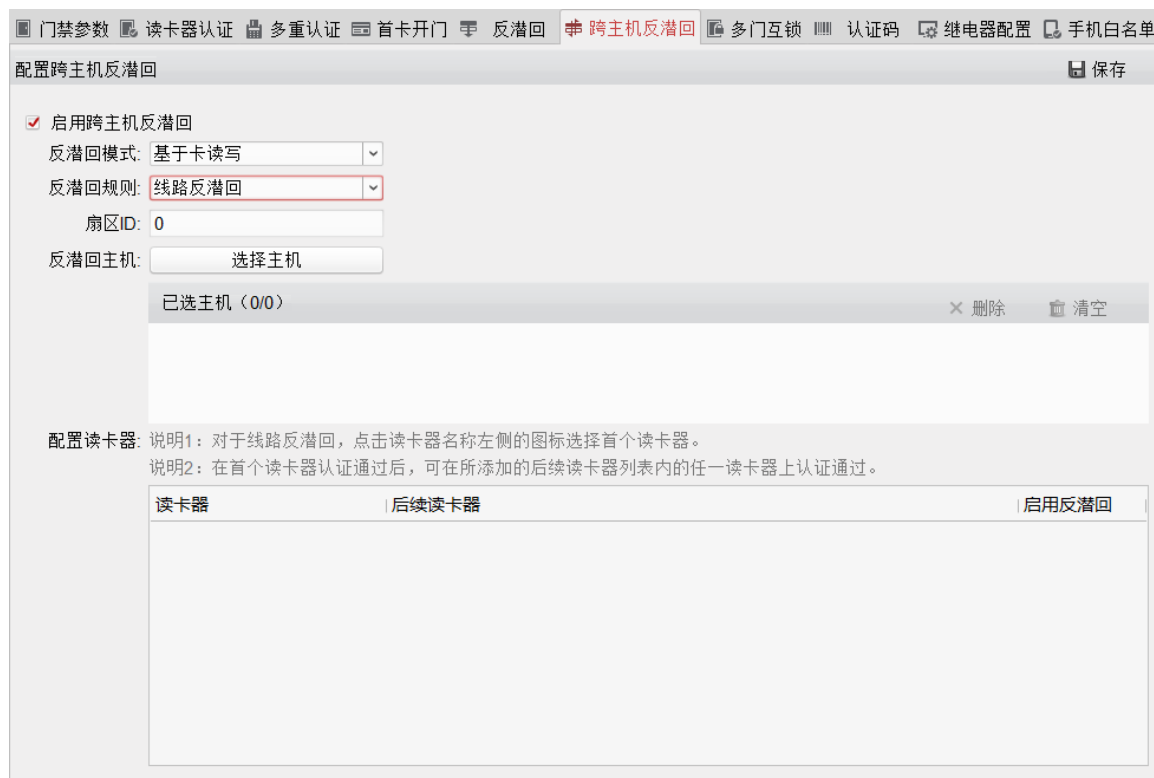 门禁参数 读卡器认证 多重认证 首卡开门 反潜回 跨主机反潜回 多门互锁 认证码 继电器配置 手机白名单
配置跨主机反潜回 保存
启用跨主机反潜回
反潜回模式: 基于卡读写
反潜回规则: 线路反潜回
扇区ID: 0
反潜回主机: 选择主机
已选主机（0/0） 删除 清空
配置读卡器: 说明1：对于线路反潜回，点击读卡器名称左侧的图标选择首个读卡器。
说明2：在首个读卡器认证通过后，可在所添加的后续读卡器列表内的任一读卡器上认证通过。
读卡器 后续读卡器 启用反潜回